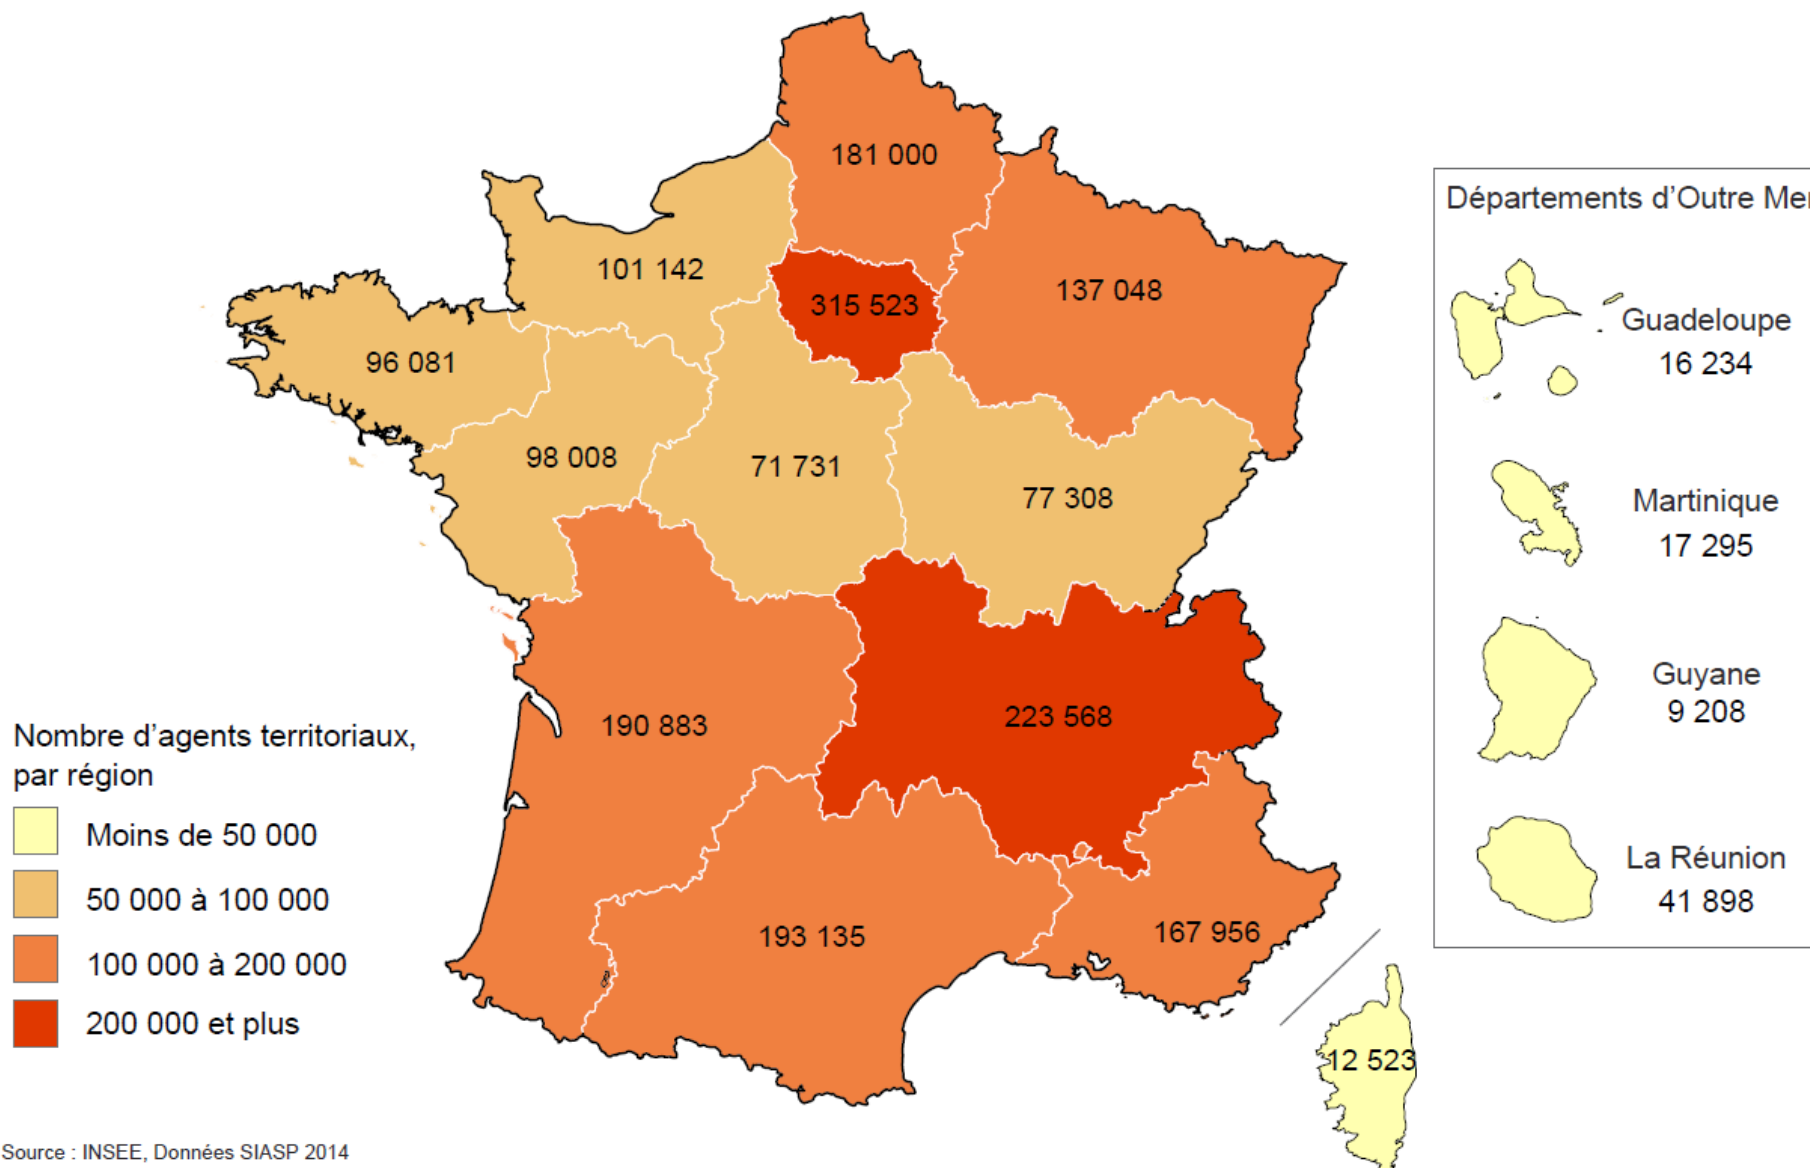 181 000
101 142
315 523
137 048
96 081
98 008
71 731
77 308
190 883
223 568
193 135
167 956
12 523
Départements d'Outre Mer
Guadeloupe
16 234
Martinique
17 295
Guyane
9 208
La Réunion
41 898
Nombre d'agents territoriaux,
par région
Moins de 50 000
50 000 à 100 000
100 000 à 200 000
200 000 et plus
Source : INSEE, Données SIASP 2014